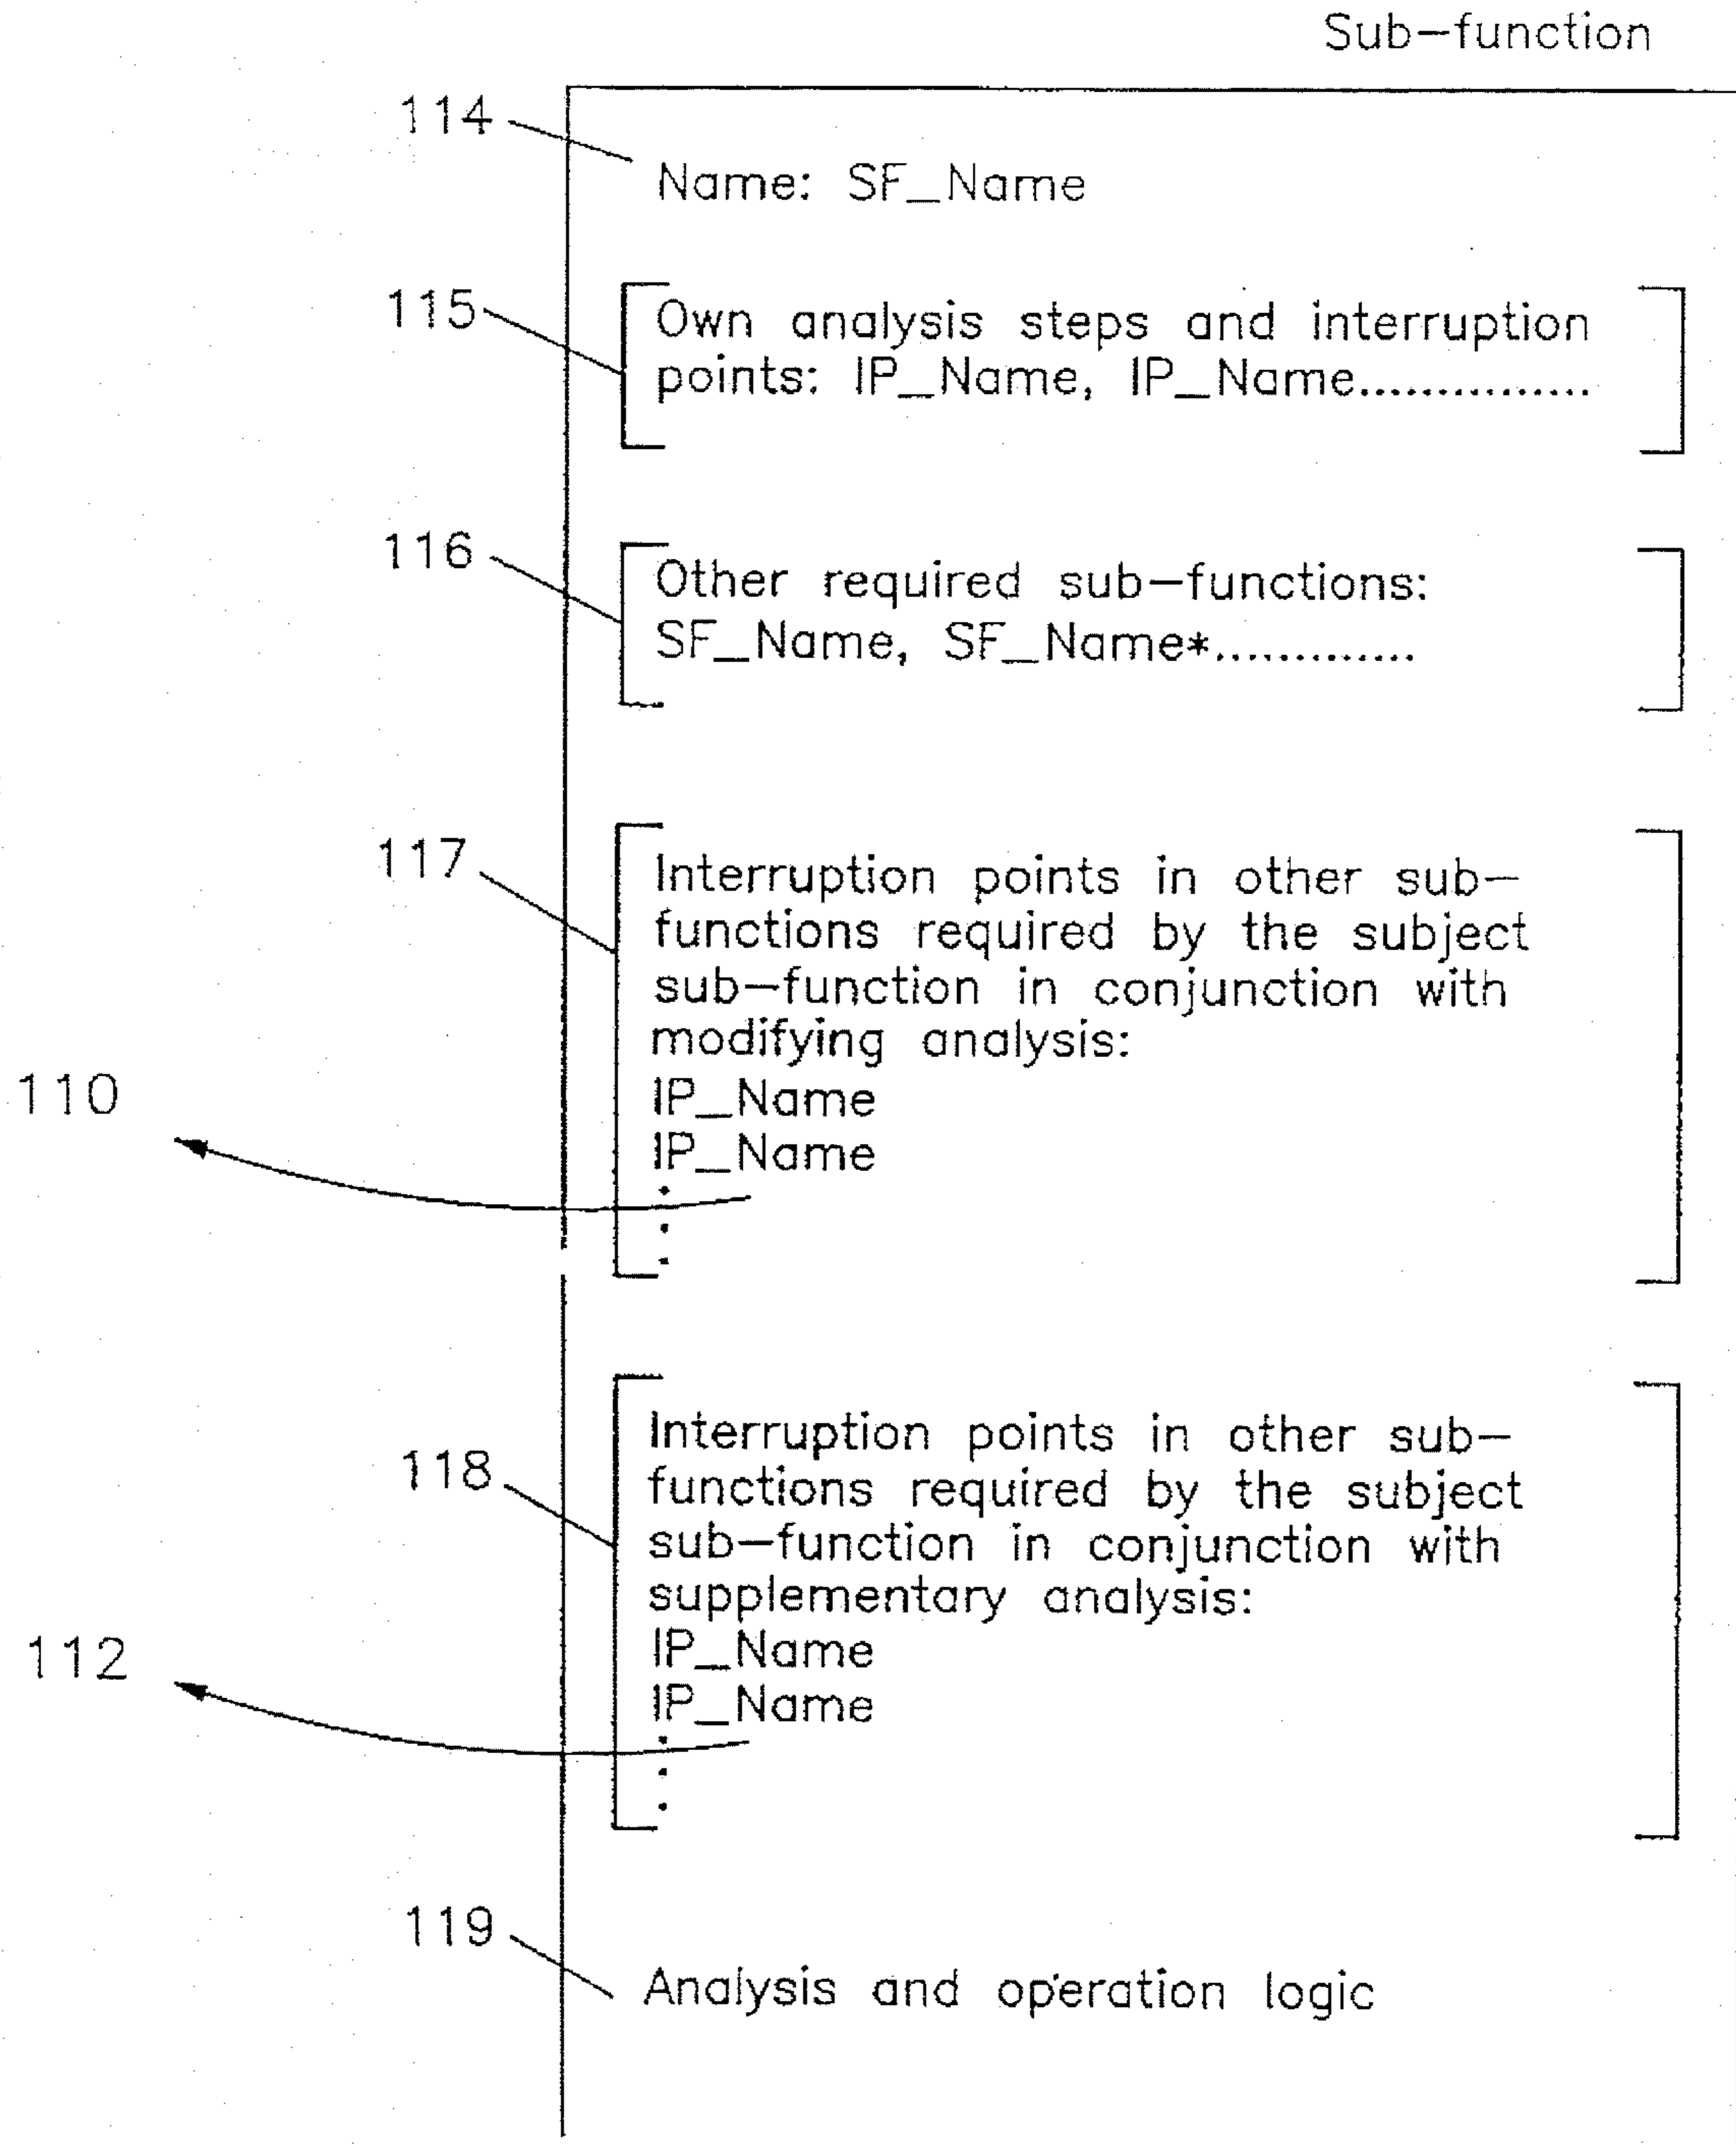 Sub-function
114
Name: SF_Name
115
Own analysis steps and interruption
points: IP_Name, IP_Name...............
116
Other required sub-functions:
SF_Name, SF_Name*.............
117
Interruption points in other sub-
functions required by the subject
sub-function in conjunction with
modifying analysis:
IP_Name
110
IP_Name
.
.
.
118
Interruption points in other sub-
functions required by the subject
sub-function in conjunction with
supplementary analysis:
IP_Name
112
IP_Name
.
.
.
119
Analysis and operation logic